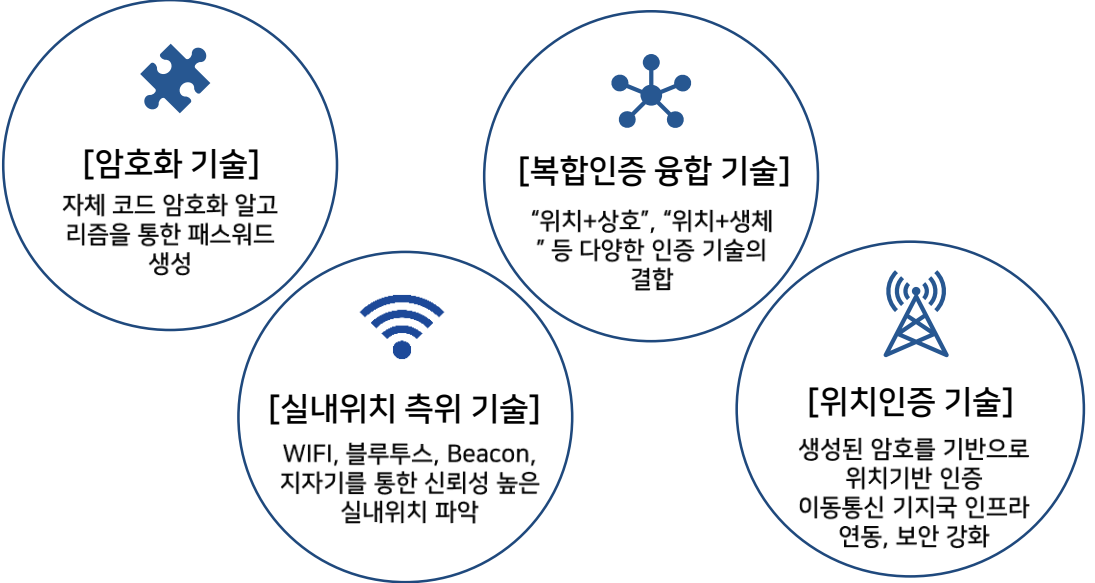 [암호화 기술]
자체 코드 암호화 알고
리즘을 통한 패스워드
생성
[실내위치 측위 기술]
WIFI, 블루투스, Beacon,
지자기를 통한 신뢰성 높은
실내위치 파악
[복합인증 융합 기술]
“위치+상호”, “위치+생체
” 등 다양한 인증 기술의
결합
[위치인증 기술]
생성된 암호를 기반으로
위치기반 인증
이동통신 기지국 인프라
연동, 보안 강화